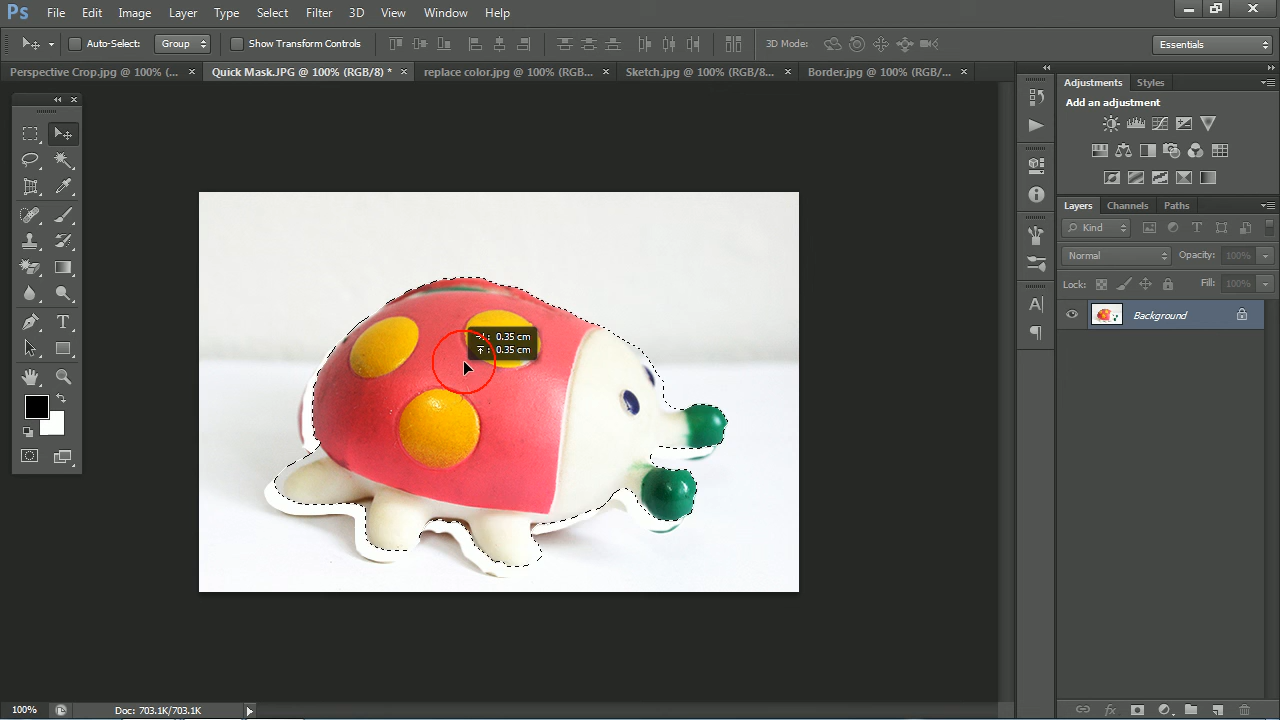 Ps File Edit Image Layer Type Select Filter 3D View Window Help
Auto-Select: Group Show Transform Controls 3D Mode: Essentials
Perspective Crop.jpg @ 100% (... × Quick Mask.JPG @ 100% (RGB/8) * × replace color.jpg @ 100% (RGB... × Sketch.jpg @ 100% (RGB/8... × Border.jpg @ 100% (RGB/... ×
Adjustments Styles
Add an adjustment
Layers Channels Paths
Kind
Normal Opacity: 100%
Lock: Fill: 100%
Background
: 0.35 cm
: 0.35 cm
100% Doc: 703.1K/703.1K